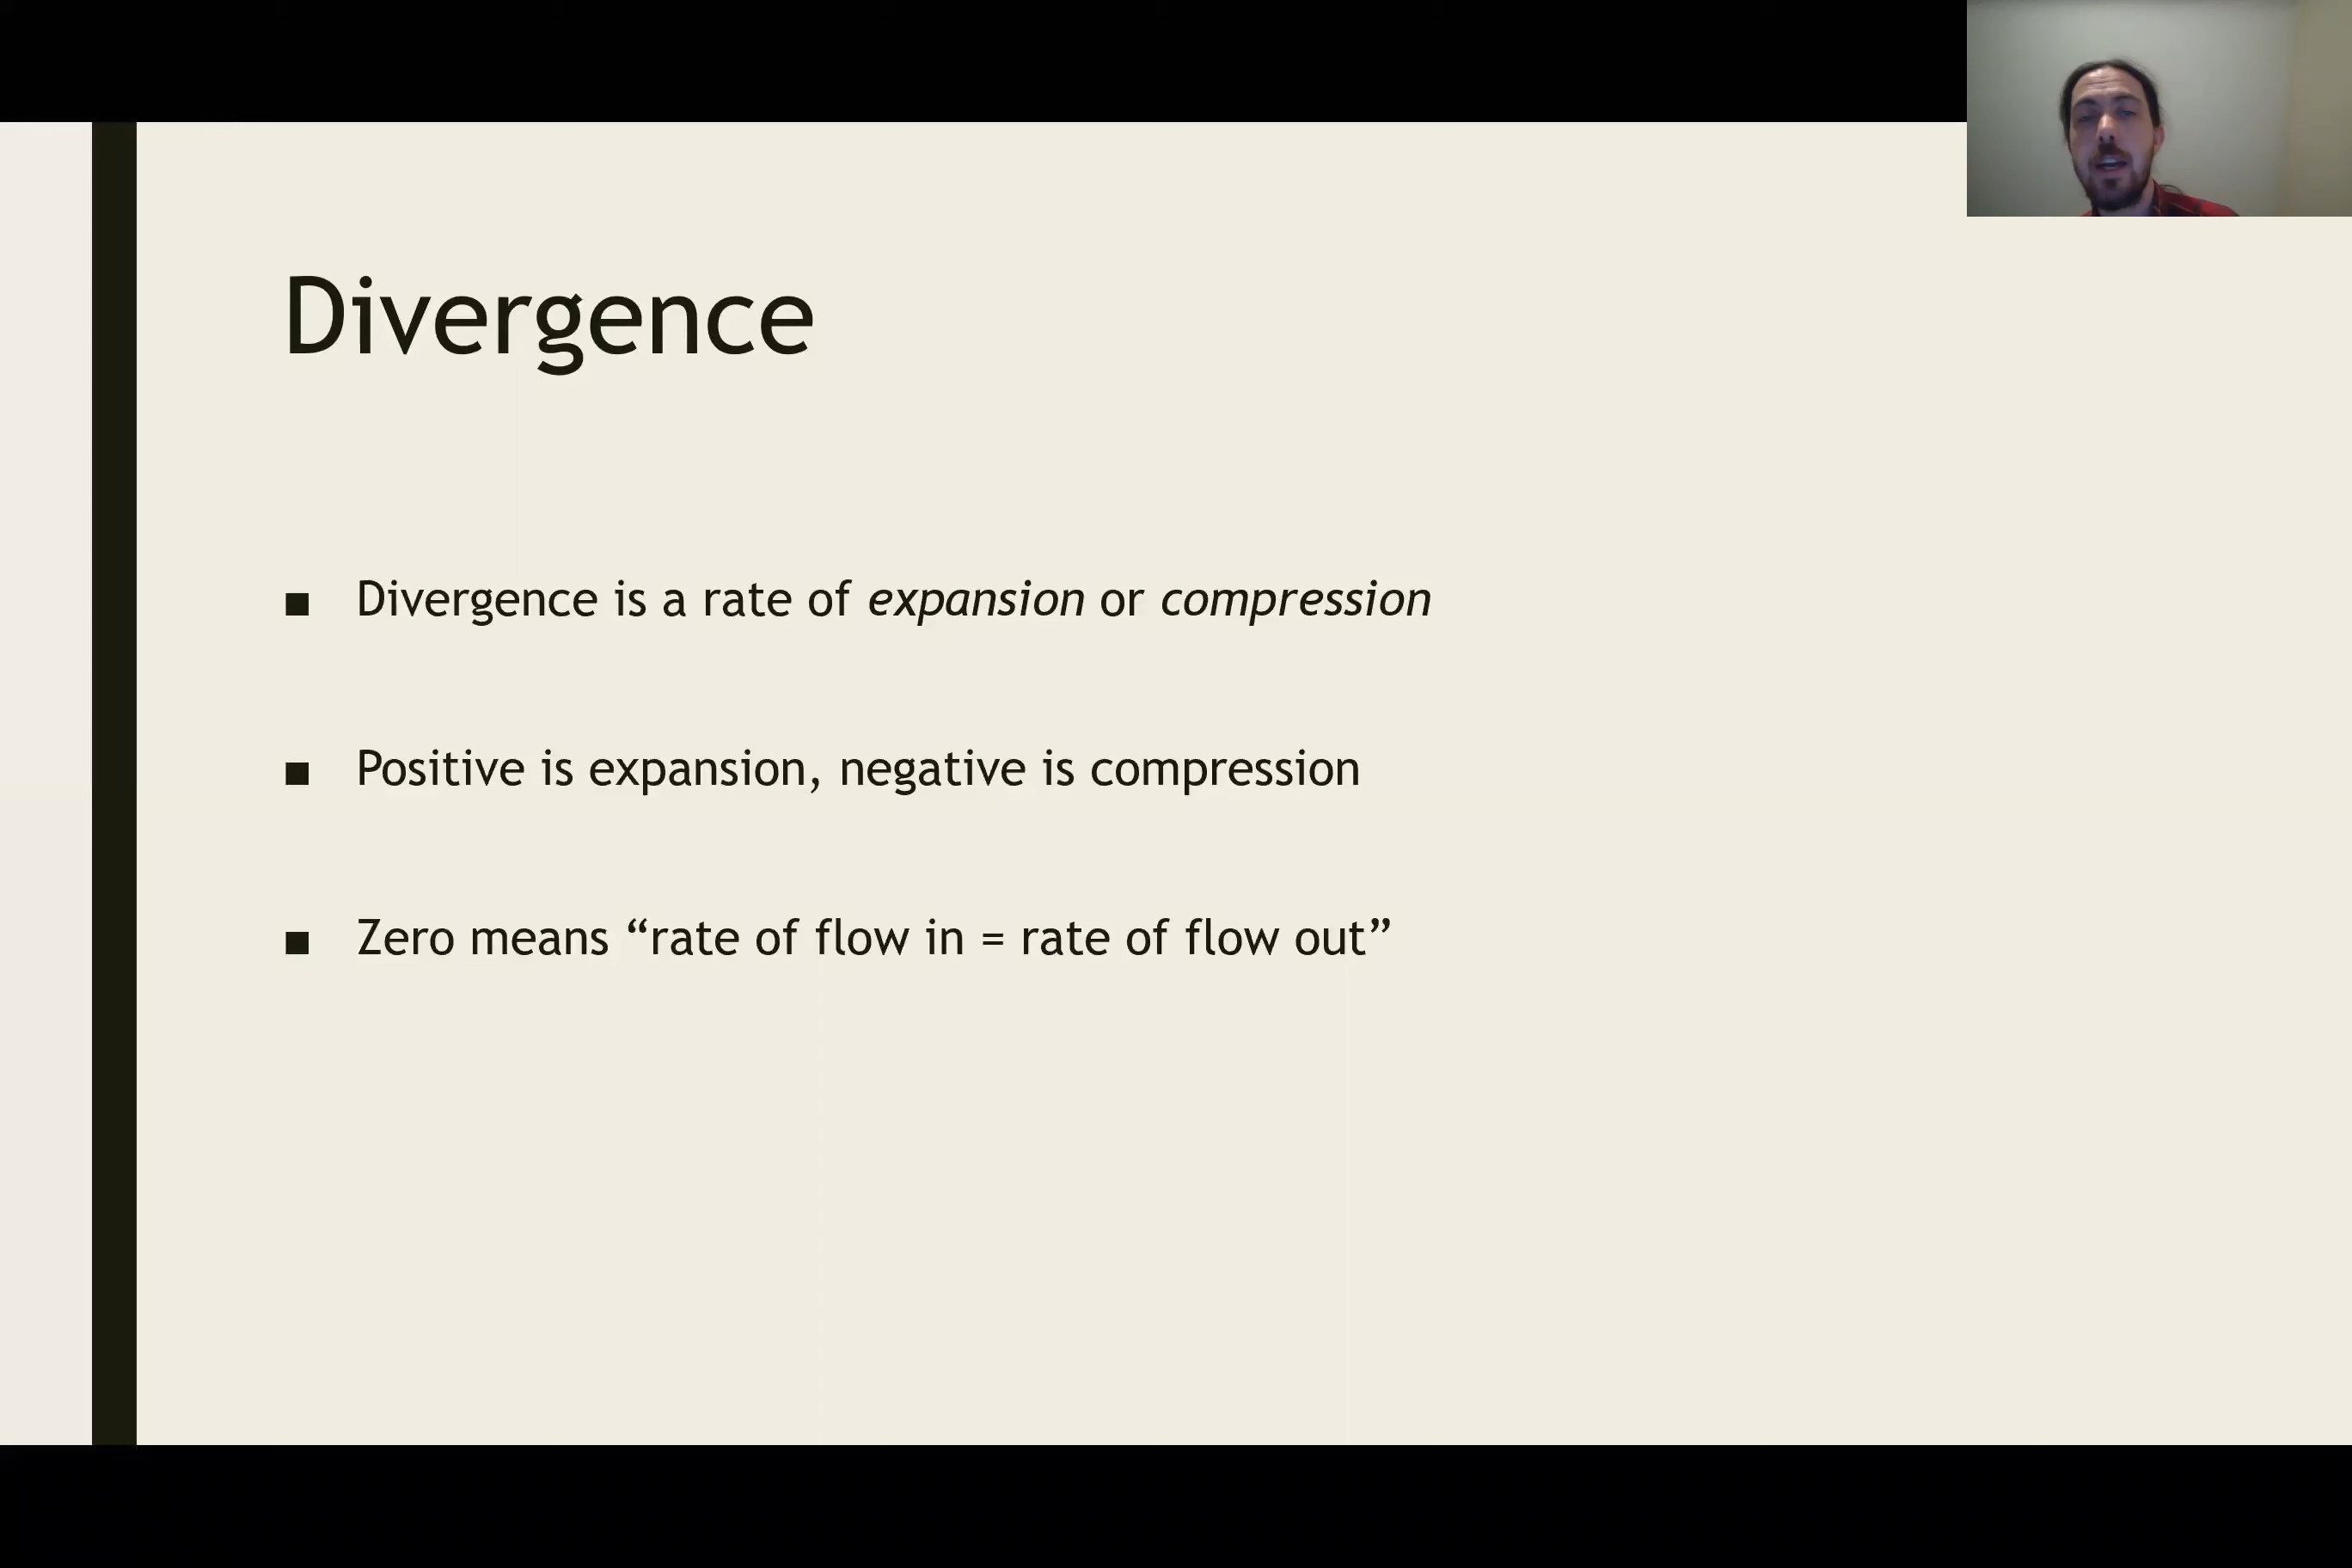 Divergence
■ Divergence is a rate of expansion or compression
■ Positive is expansion, negative is compression
■ Zero means “rate of flow in = rate of flow out”